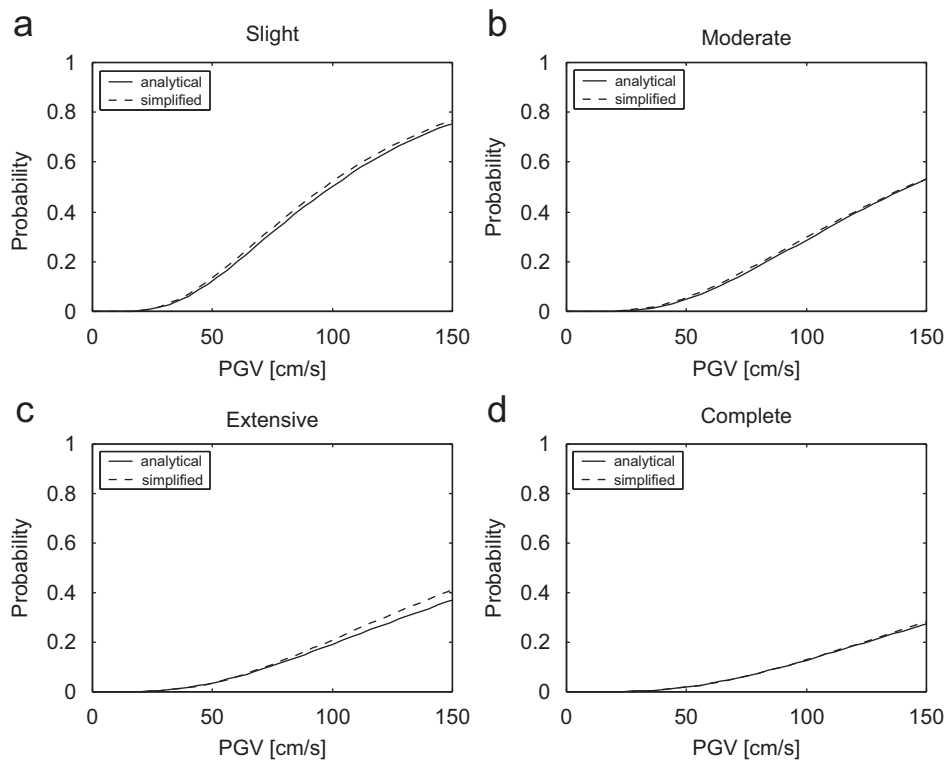 a
Slight
1
0.8
0.6
0.4
0.2
0
analytical
simplified
Probability
0 50 100 150
PGV [cm/s]
b
Moderate
1
0.8
0.6
0.4
0.2
0
analytical
simplified
Probability
0 50 100 150
PGV [cm/s]
c
Extensive
1
0.8
0.6
0.4
0.2
0
analytical
simplified
Probability
0 50 100 150
PGV [cm/s]
d
Complete
1
0.8
0.6
0.4
0.2
0
analytical
simplified
Probability
0 50 100 150
PGV [cm/s]